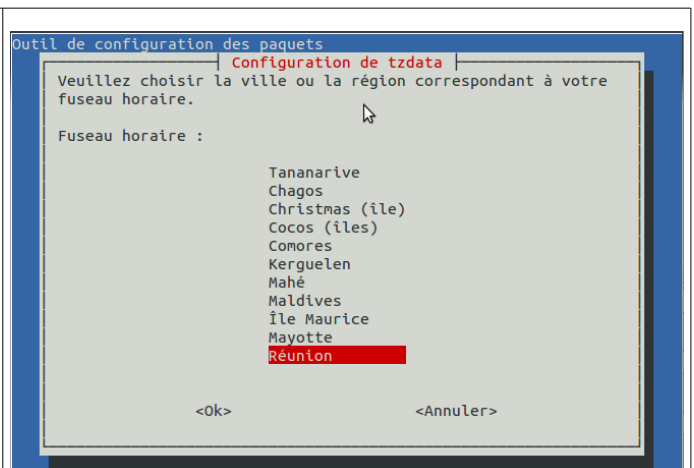 Outil de configuration des paquets
Configuration de tzdata
Veuillez choisir la ville ou la région correspondant à votre
fuseau horaire.
Fuseau horaire :
Tananarive
Chagos
Christmas (île)
Cocos (îles)
Comores
Kerguelen
Mahé
Maldives
Île Maurice
Mayotte
Réunion
<Ok> <Annuler>